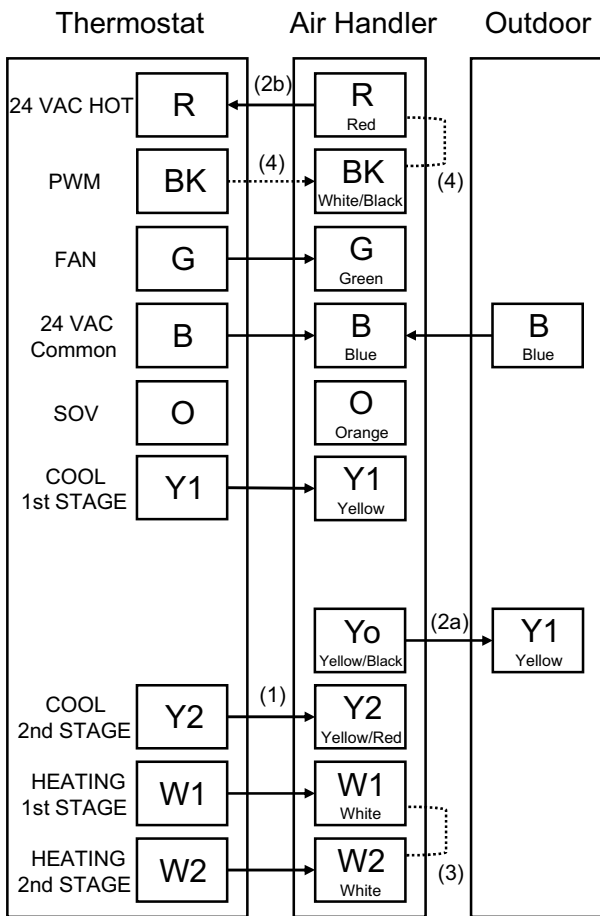 Thermostat Air Handler Outdoor
24 VAC HOT R (2b) R
Red
PWM BK (4) BK (4)
White/Black
FAN G G
Green
24 VAC
Common B B B
Blue Blue
SOV O O
Orange
COOL
1st STAGE Y1 Y1
Yellow
Yo (2a) Y1
Yellow/Black Yellow
COOL
2nd STAGE Y2 (1) Y2
Yellow/Red
HEATING
1st STAGE W1 W1
White
HEATING
2nd STAGE W2 W2 (3)
White